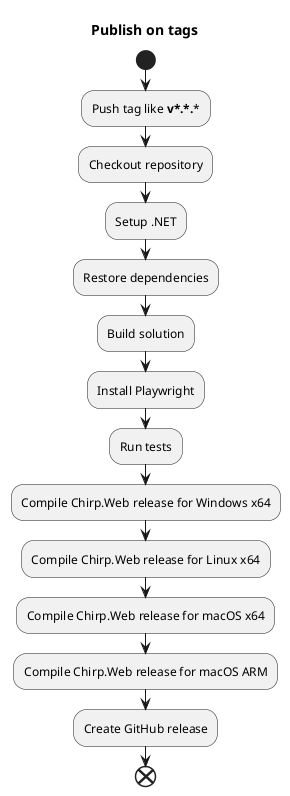 Publish on tags
Push tag like v*.*.*
Checkout repository
Setup .NET
Restore dependencies
Build solution
Install Playwright
Run tests
Compile Chirp.Web release for Windows x64
Compile Chirp.Web release for Linux x64
Compile Chirp.Web release for macOS x64
Compile Chirp.Web release for macOS ARM
Create GitHub release